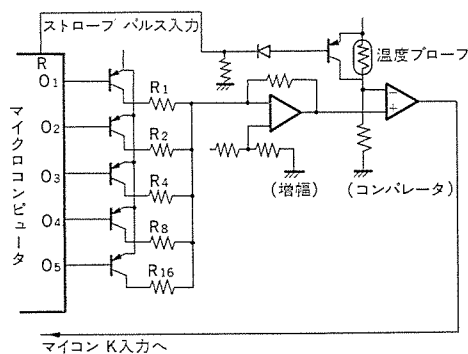 ストローブ パルス入力
R
O1
O2
O3
O4
O5
マイクロコンピュータ
R1
R2
R4
R8
R16
温度プローブ
(増幅)
(コンパレータ)
−
+
マイコン K入力へ